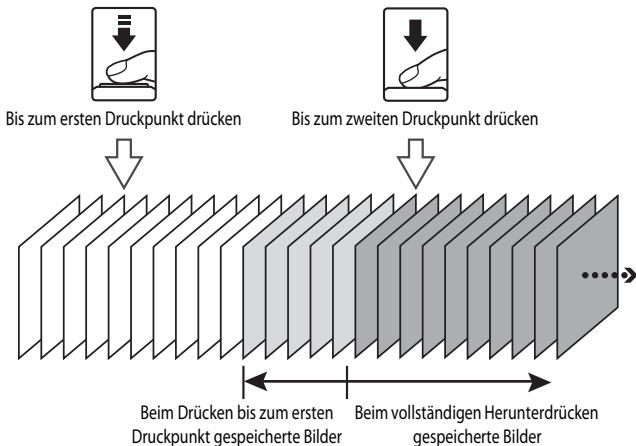 Bis zum ersten Druckpunkt drücken
Bis zum zweiten Druckpunkt drücken
Beim Drücken bis zum ersten
Druckpunkt gespeicherte Bilder
Beim vollständigen Herunterdrücken
gespeicherte Bilder